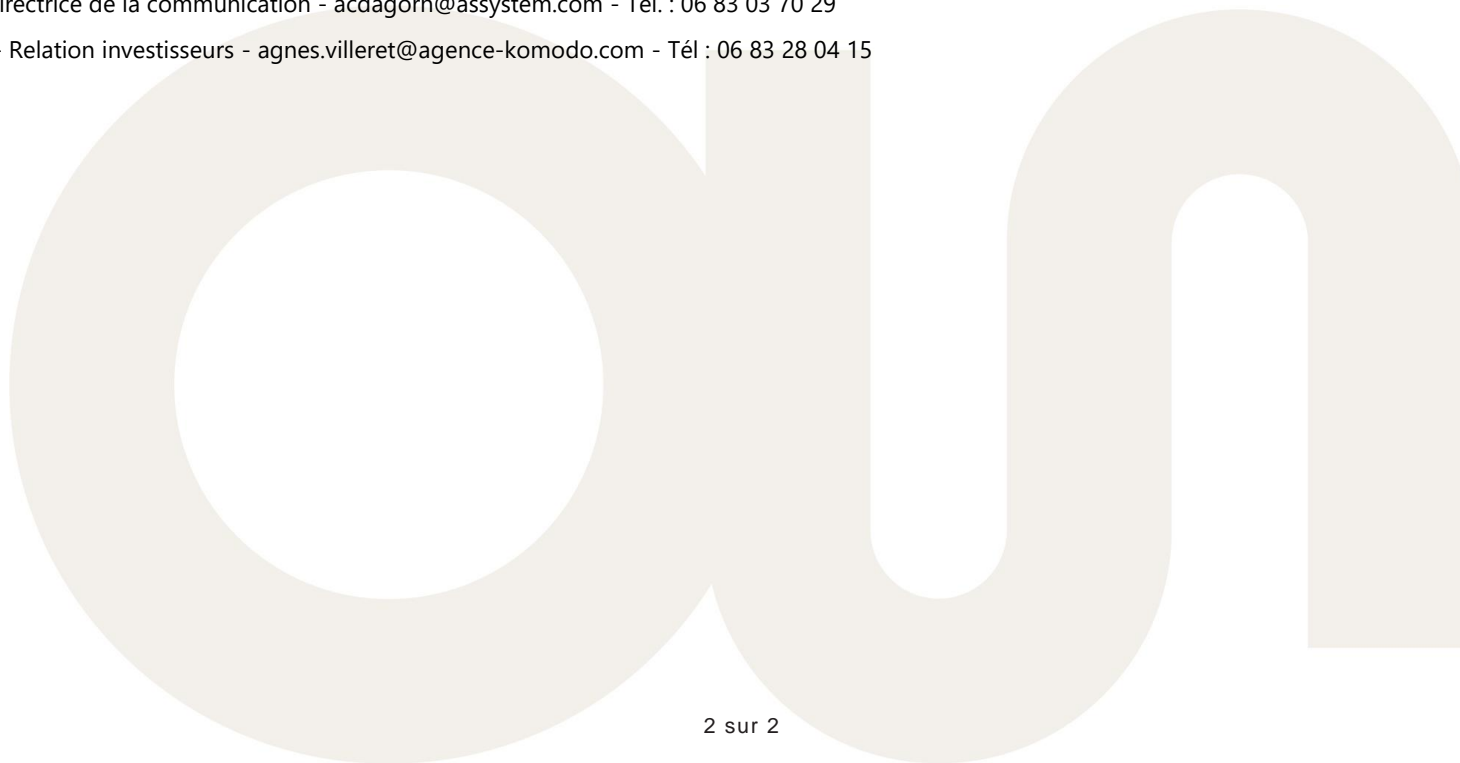 irectrice de la communication - acdagorn@assystem.com - Tél. : 06 83 03 70 29
- Relation investisseurs - agnes.villeret@agence-komodo.com - Tél : 06 83 28 04 15
2 sur 2